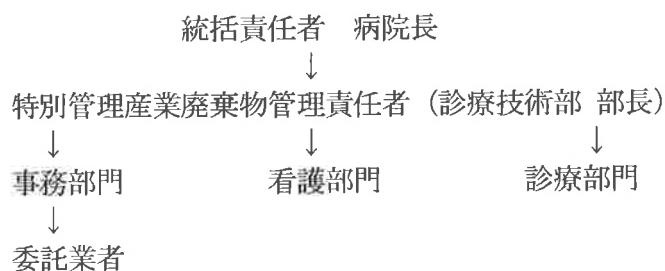 統括責任者　病院長
↓
特別管理産業廃棄物管理責任者（診療技術部 部長）
↓ ↓ ↓
事務部門 看護部門 診療部門
↓
委託業者